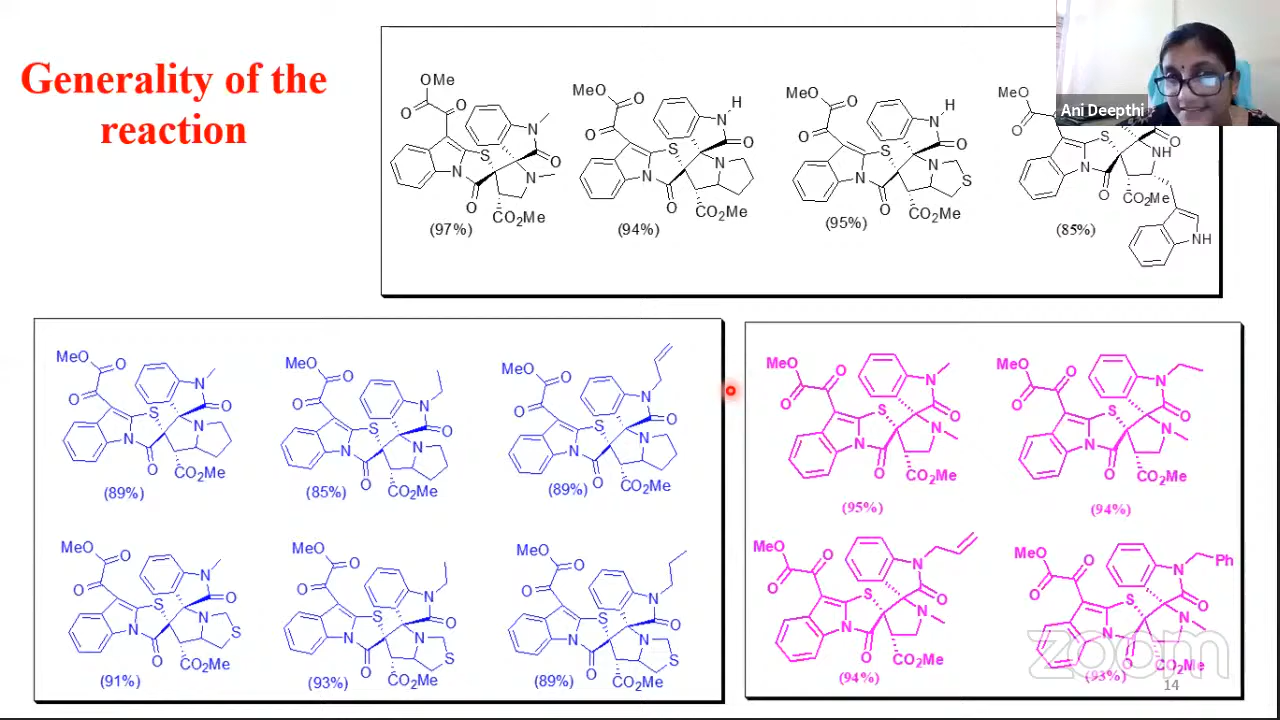 Generality of the
reaction
Ani Deepthi
OMe
O
O
N
S
O
N
N
O
CO₂Me
(97%)
MeO
O
O
H
N
S
O
N
N
O
CO₂Me
(94%)
MeO
O
O
H
N
S
O
N
N
S
O
CO₂Me
(95%)
MeO
O
S
O
N
NH
O
CO₂Me
NH
(85%)
MeO
O
O
N
S
O
N
N
O
CO₂Me
(89%)
MeO
O
O
N
S
O
N
N
O
CO₂Me
(85%)
MeO
O
O
N
S
O
N
N
O
CO₂Me
(89%)
MeO
O
O
N
S
O
N
N
S
O
CO₂Me
(91%)
MeO
O
O
N
S
O
N
N
S
O
CO₂Me
(93%)
MeO
O
O
N
S
O
N
N
S
O
CO₂Me
(89%)
MeO
O
O
N
S
O
N
N
O
CO₂Me
(95%)
MeO
O
O
N
S
O
N
N
O
CO₂Me
(94%)
MeO
O
O
N
S
O
N
N
O
CO₂Me
(94%)
MeO
O
O
N
Ph
S
O
N
N
O
CO₂Me
(93%)
zoom
14